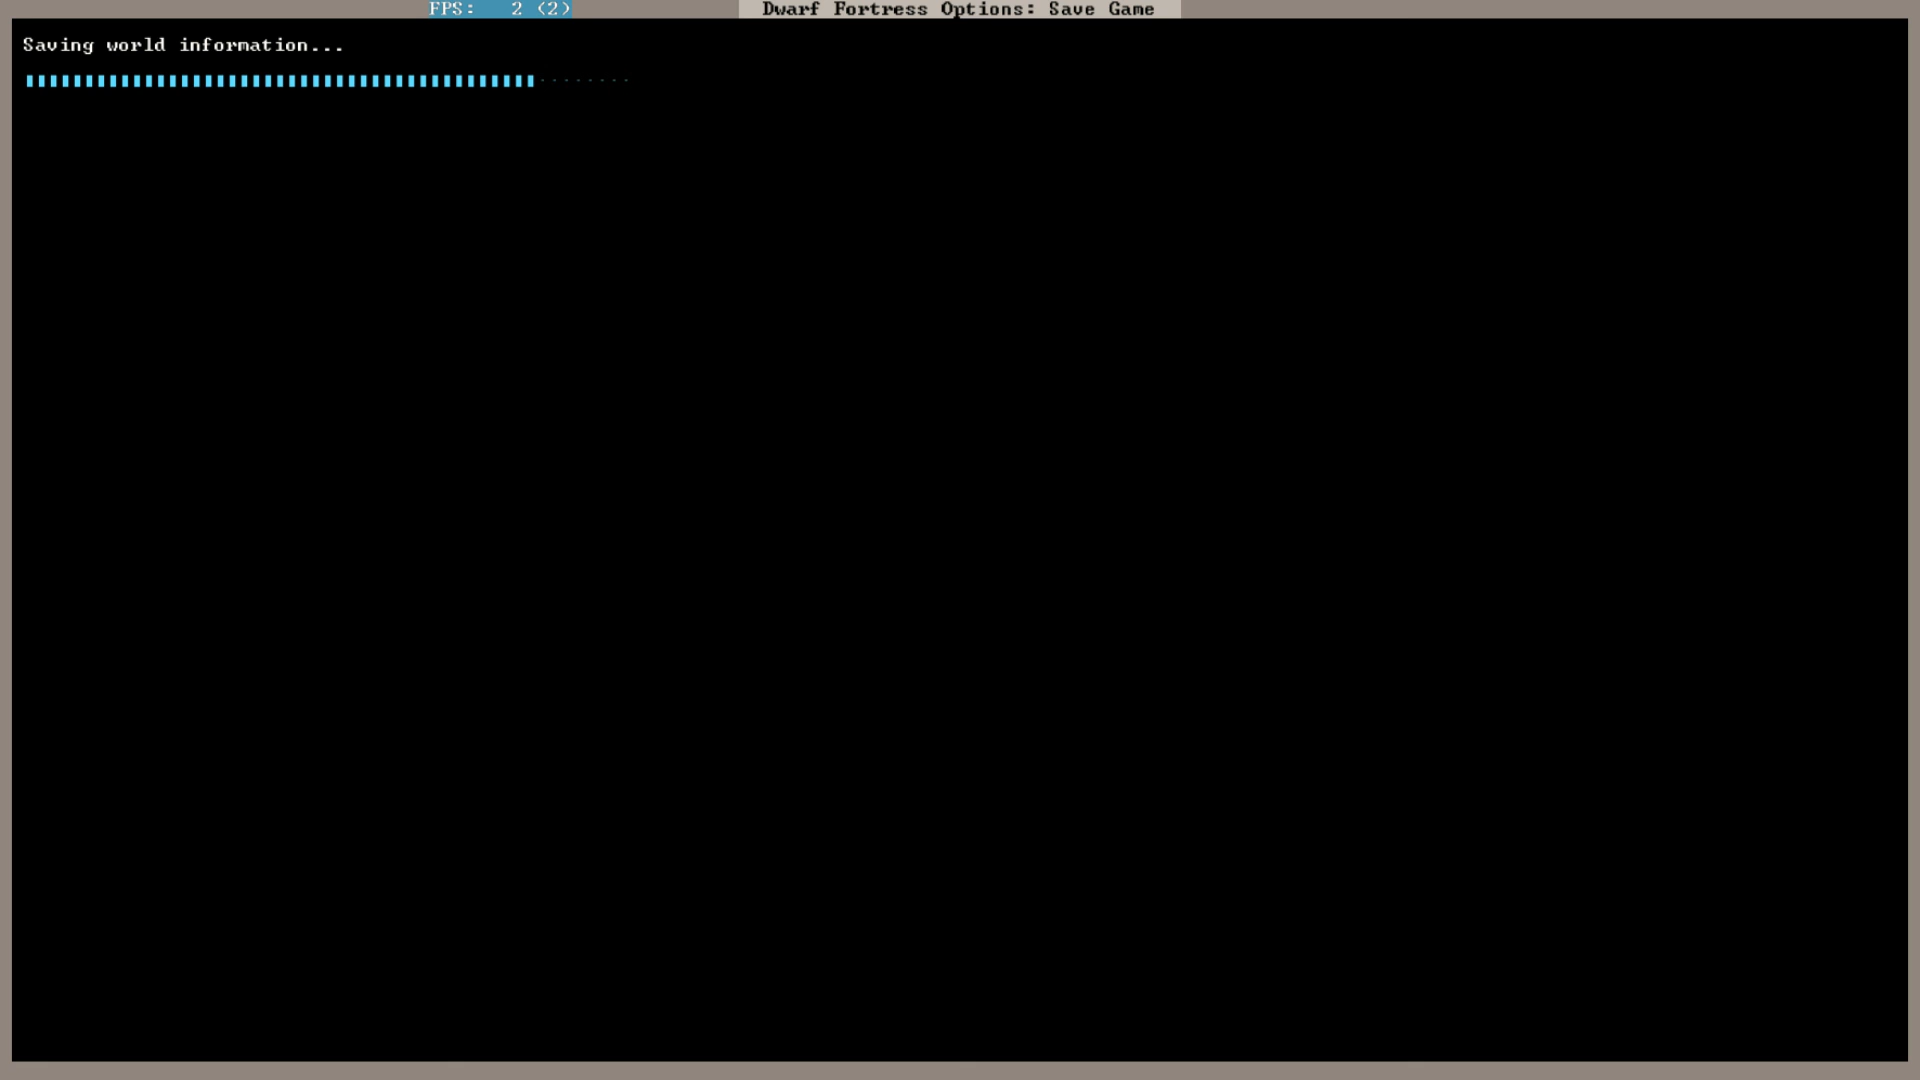 FPS: 2 (2)
Dwarf Fortress Options: Save Game
Saving world information...